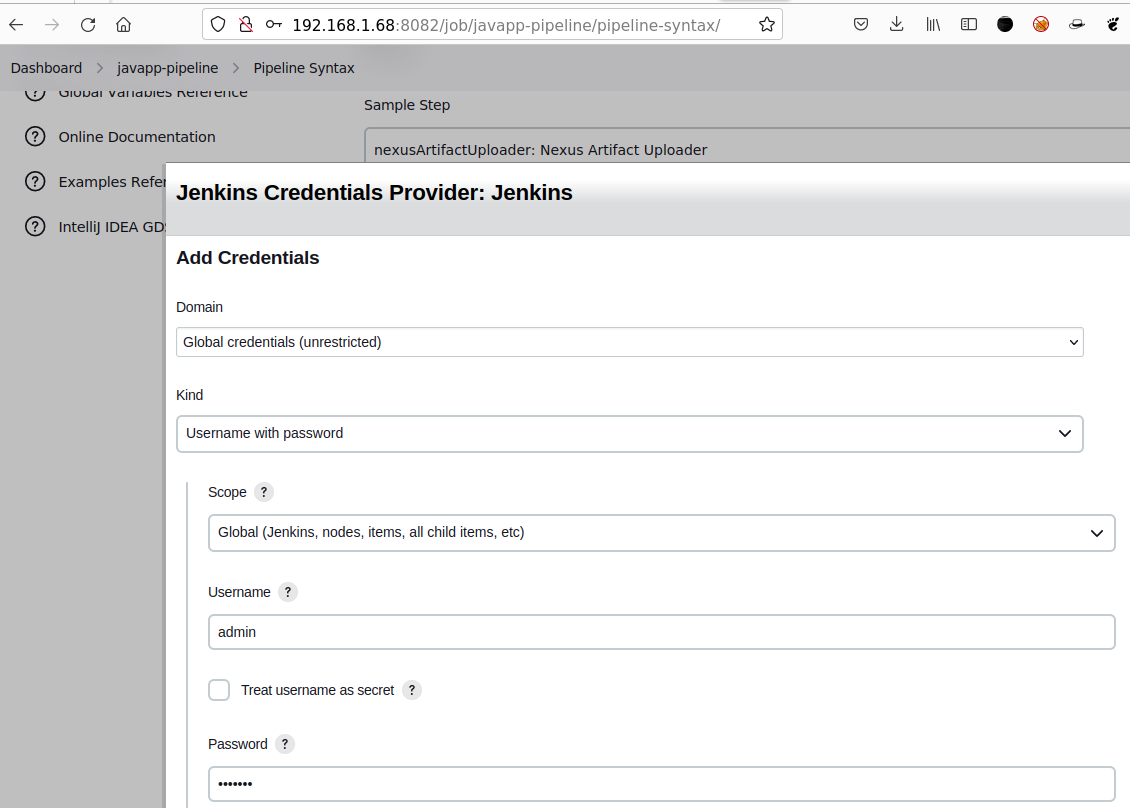 192.168.1.68:8082/job/javapp-pipeline/pipeline-syntax/
Dashboard > javapp-pipeline > Pipeline Syntax
Global Variables Reference
Sample Step
? Online Documentation
nexusArtifactUploader: Nexus Artifact Uploader
? Examples Refer
Jenkins Credentials Provider: Jenkins
? IntelliJ IDEA GD
Add Credentials
Domain
Global credentials (unrestricted)
Kind
Username with password
Scope ?
Global (Jenkins, nodes, items, all child items, etc)
Username ?
admin
Treat username as secret ?
Password ?
•••••••